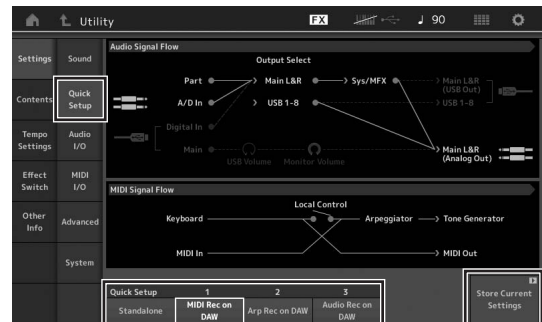 Utility
FX
90
Settings
Sound
Contents
Quick Setup
Tempo Settings
Audio I/O
Effect Switch
MIDI I/O
Other Info
Advanced
System
Audio Signal Flow
Output Select
Part
Main L&R
Sys/MFX
Main L&R (USB Out)
A/D In
USB 1-8
USB 1-8
Digital In
Main
USB Volume
Monitor Volume
Main L&R (Analog Out)
MIDI Signal Flow
Local Control
Keyboard
Arpeggiator
Tone Generator
MIDI In
MIDI Out
Quick Setup
1
2
3
Standalone
MIDI Rec on DAW
Arp Rec on DAW
Audio Rec on DAW
Store Current Settings